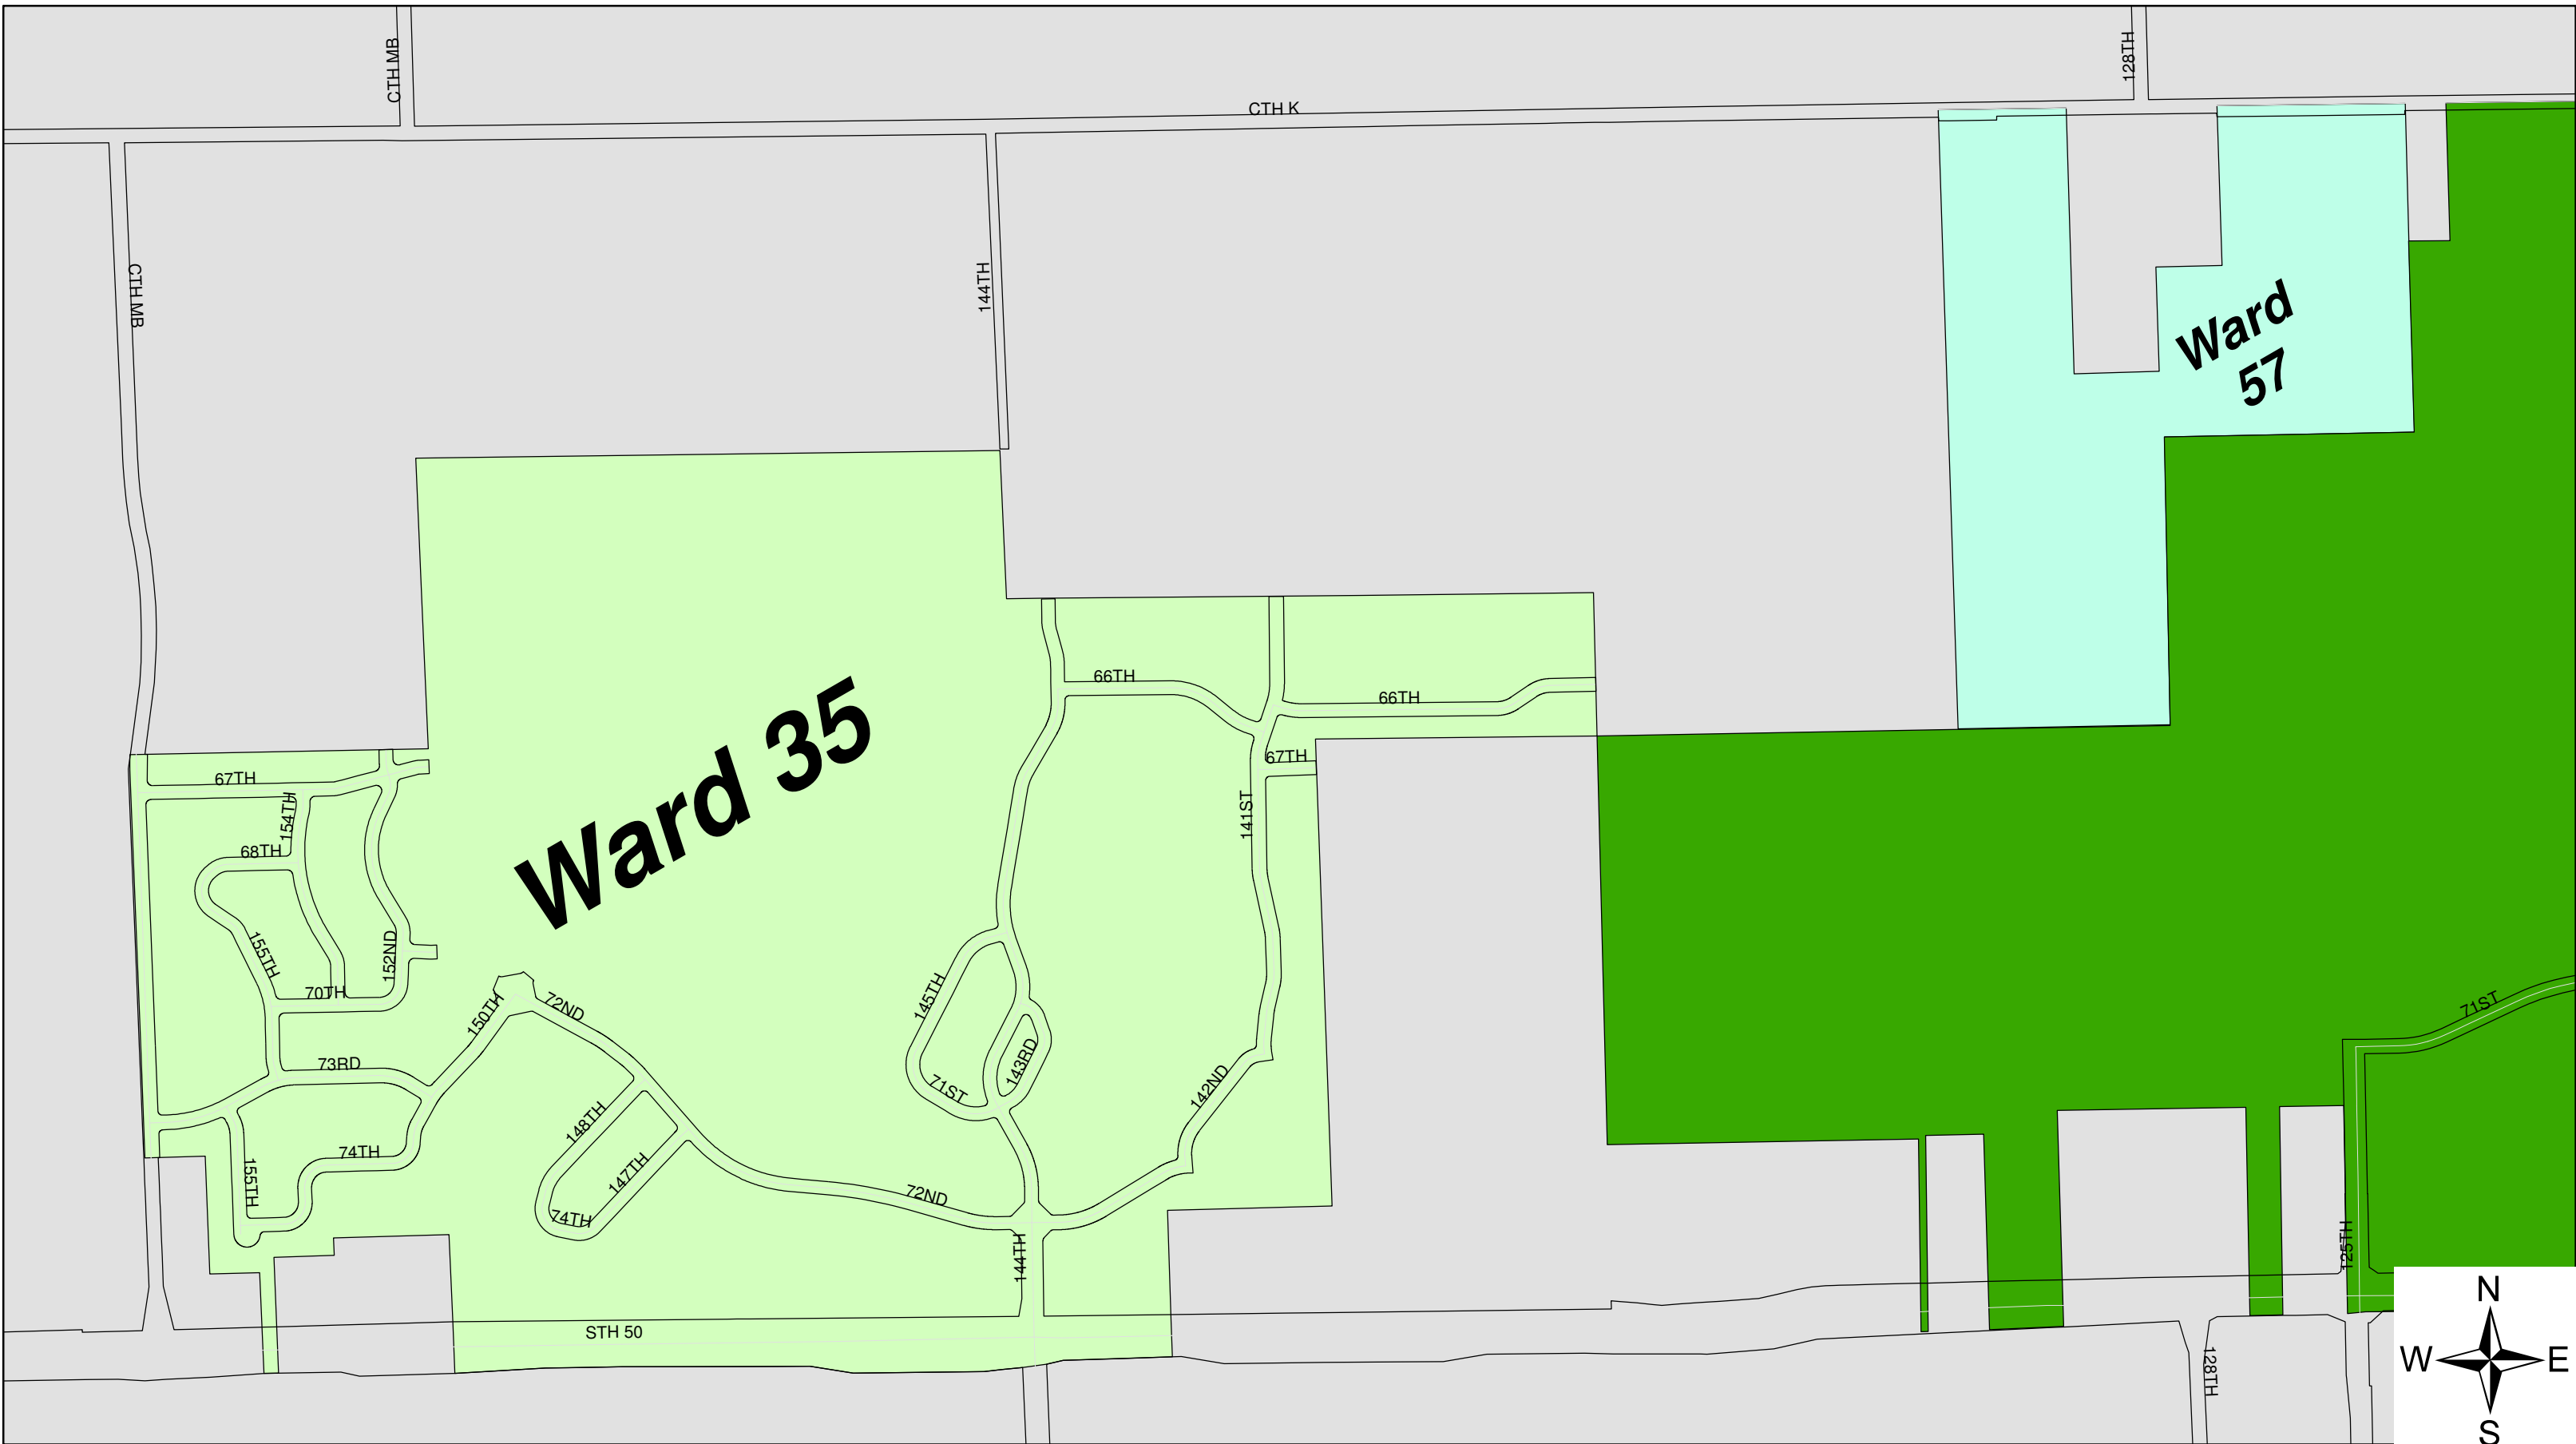 CTH MB
128TH
CTH K
CTH MB
144TH
Ward
57
Ward 35
66TH
66TH
67TH
67TH
154TH
141ST
68TH
155TH
152ND
70TH
150TH
72ND
145TH
71ST
73RD
143RD
71ST
142ND
148TH
74TH
147TH
155TH
72ND
74TH
144TH
125TH
STH 50
128TH
N
W
E
S